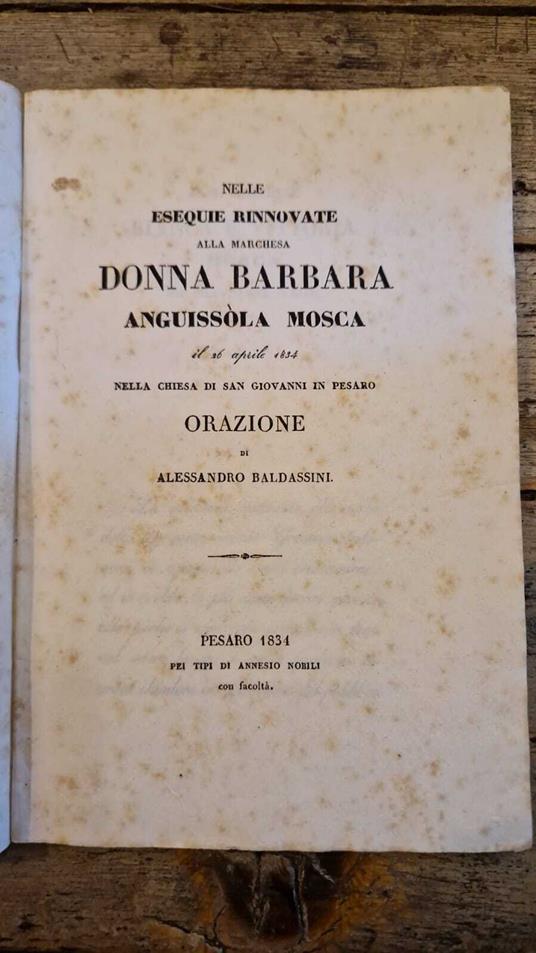 NELLE
ESEQUIE RINNOVATE
ALLA MARCHESA
DONNA BARBARA
ANGUISSÒLA MOSCA
il 26 aprile 1834
NELLA CHIESA DI SAN GIOVANNI IN PESARO
ORAZIONE
DI
ALESSANDRO BALDASSINI.
PESARO 1834
PEI TIPI DI ANNESIO NOBILI
con facoltà.